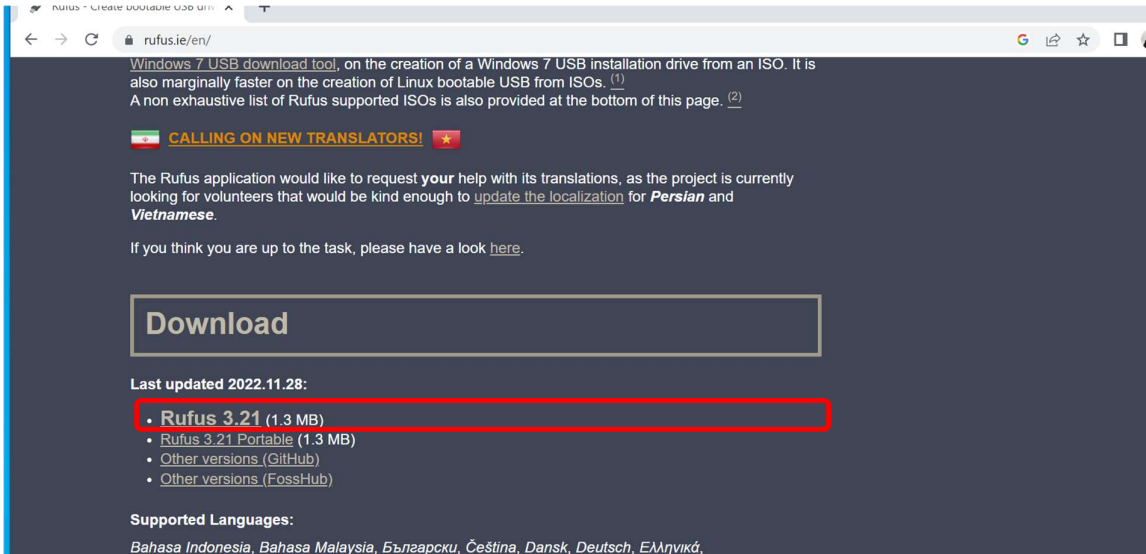 Rufus - Create bootable USB driv
rufus.ie/en/
Windows 7 USB download tool, on the creation of a Windows 7 USB installation drive from an ISO. It is
also marginally faster on the creation of Linux bootable USB from ISOs. (1)
A non exhaustive list of Rufus supported ISOs is also provided at the bottom of this page. (2)
CALLING ON NEW TRANSLATORS!
The Rufus application would like to request your help with its translations, as the project is currently
looking for volunteers that would be kind enough to update the localization for Persian and
Vietnamese.
If you think you are up to the task, please have a look here.
Download
Last updated 2022.11.28:
• Rufus 3.21 (1.3 MB)
• Rufus 3.21 Portable (1.3 MB)
• Other versions (GitHub)
• Other versions (FossHub)
Supported Languages:
Bahasa Indonesia, Bahasa Malaysia, Български, Čeština, Dansk, Deutsch, Ελληνικά,